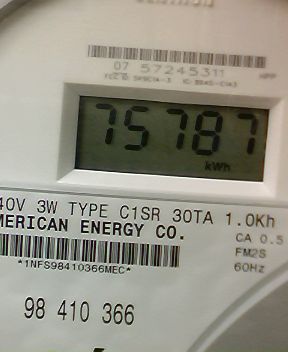 07 57245311 HPP
75787
kWh
40V 3W TYPE C1SR 30TA 1.0Kh
MERICAN ENERGY CO. CA 0.5
FM2S
60Hz
*1NFS98410366MEC*
98 410 366